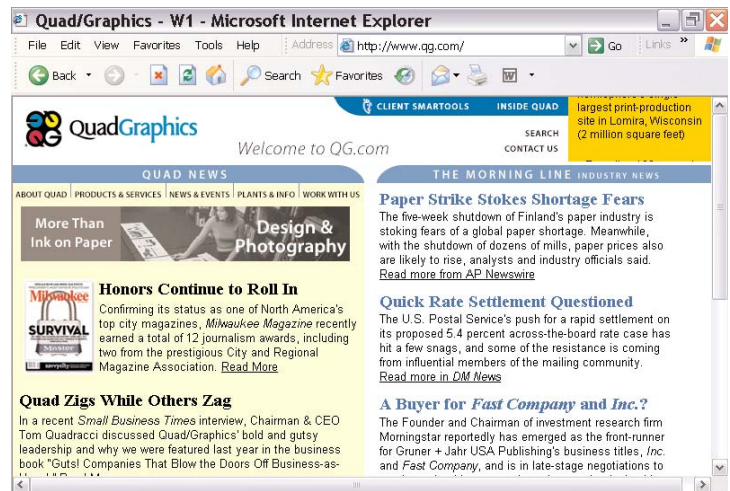 Quad/Graphics - W1 - Microsoft Internet Explorer
File Edit View Favorites Tools Help Address http://www.qg.com/ Go Links »
Back Search Favorites
CLIENT SMARTOOLS INSIDE QUAD
largest print-production
site in Lomira, Wisconsin
(2 million square feet)
QuadGraphics
Welcome to QG.com
SEARCH
CONTACT US
QUAD NEWS
ABOUT QUAD PRODUCTS & SERVICES NEWS & EVENTS PLANTS & INFO WORK WITH US
More Than
Ink on Paper
Design &
Photography
Milwaukee
SURVIVAL
Master
Honors Continue to Roll In
Confirming its status as one of North America's
top city magazines, Milwaukee Magazine recently
earned a total of 12 journalism awards, including
two from the prestigious City and Regional
Magazine Association. Read More
Quad Zigs While Others Zag
In a recent Small Business Times interview, Chairman & CEO
Tom Quadracci discussed Quad/Graphics' bold and gutsy
leadership and why we were featured last year in the business
book "Guts! Companies That Blow the Doors Off Business-as-
THE MORNING LINE INDUSTRY NEWS
Paper Strike Stokes Shortage Fears
The five-week shutdown of Finland's paper industry is
stoking fears of a global paper shortage. Meanwhile,
with the shutdown of dozens of mills, paper prices also
are likely to rise, analysts and industry officials said.
Read more from AP Newswire
Quick Rate Settlement Questioned
The U.S. Postal Service's push for a rapid settlement on
its proposed 5.4 percent across-the-board rate case has
hit a few snags, and some of the resistance is coming
from influential members of the mailing community.
Read more in DM News
A Buyer for Fast Company and Inc.?
The Founder and Chairman of investment research firm
Morningstar reportedly has emerged as the front-runner
for Gruner + Jahr USA Publishing's business titles, Inc.
and Fast Company, and is in late-stage negotiations to